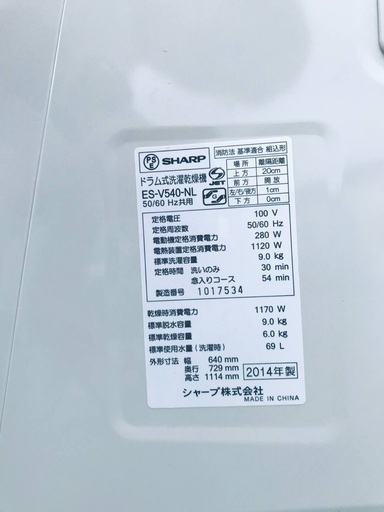 PS E SHARP
ドラム式洗濯乾燥機
ES-V540-NL
50/60 Hz共用
S JET
消防法 基準適合 組込形
場所 離隔距離
上方 20cm
前方 開放
左/右/後方 1cm
下方 0cm
定格電圧 100 V
定格周波数 50/60 Hz
電動機定格消費電力 280 W
電熱装置定格消費電力 1120 W
標準洗濯容量 9.0 kg
定格時間 洗いのみ 30 min
念入りコース 54 min
製造番号 1017534
乾燥時消費電力 1170 W
標準脱水容量 9.0 kg
標準乾燥容量 6.0 kg
標準使用水量(洗濯時) 69 L
外形寸法 幅 640 mm
奥行 729 mm
高さ 1114 mm
2014年製
シャープ株式会社
MADE IN CHINA